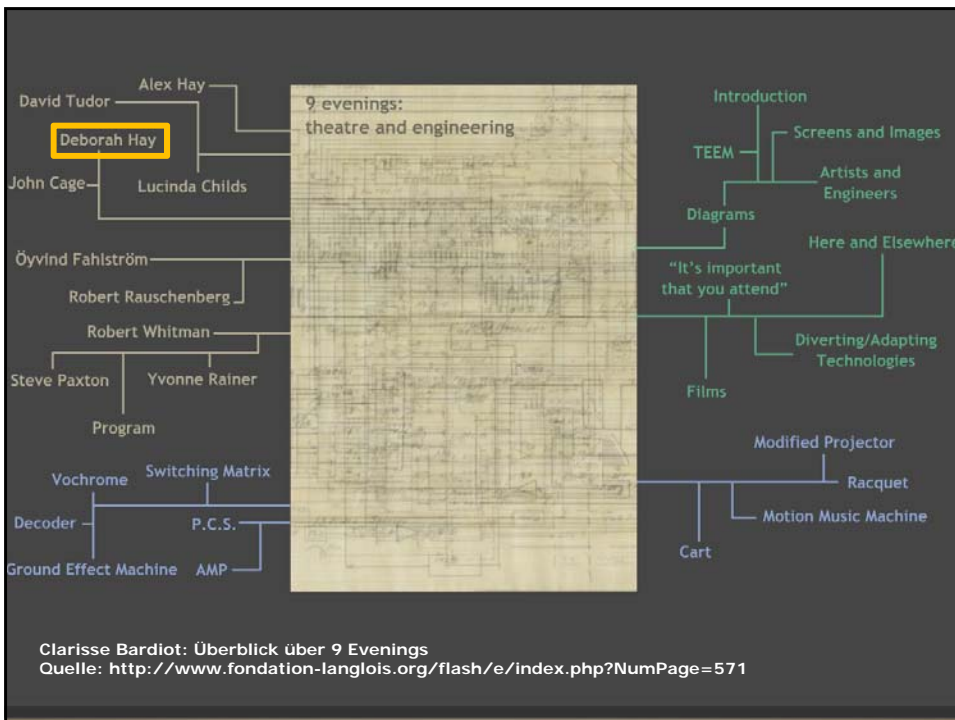 Alex Hay
David Tudor
Deborah Hay
John Cage
Lucinda Childs
Öyvind Fahlström
Robert Rauschenberg
Robert Whitman
Steve Paxton
Yvonne Rainer
Program
Vochrome
Switching Matrix
Decoder
P.C.S.
Ground Effect Machine
AMP
9 evenings:
theatre and engineering
Introduction
Screens and Images
TEEM
Artists and
Engineers
Diagrams
Here and Elsewhere
"It's important
that you attend"
Diverting/Adapting
Technologies
Films
Modified Projector
Racquet
Motion Music Machine
Cart
Clarisse Bardiot: Überblick über 9 Evenings
Quelle: http://www.fondation-langlois.org/flash/e/index.php?NumPage=571